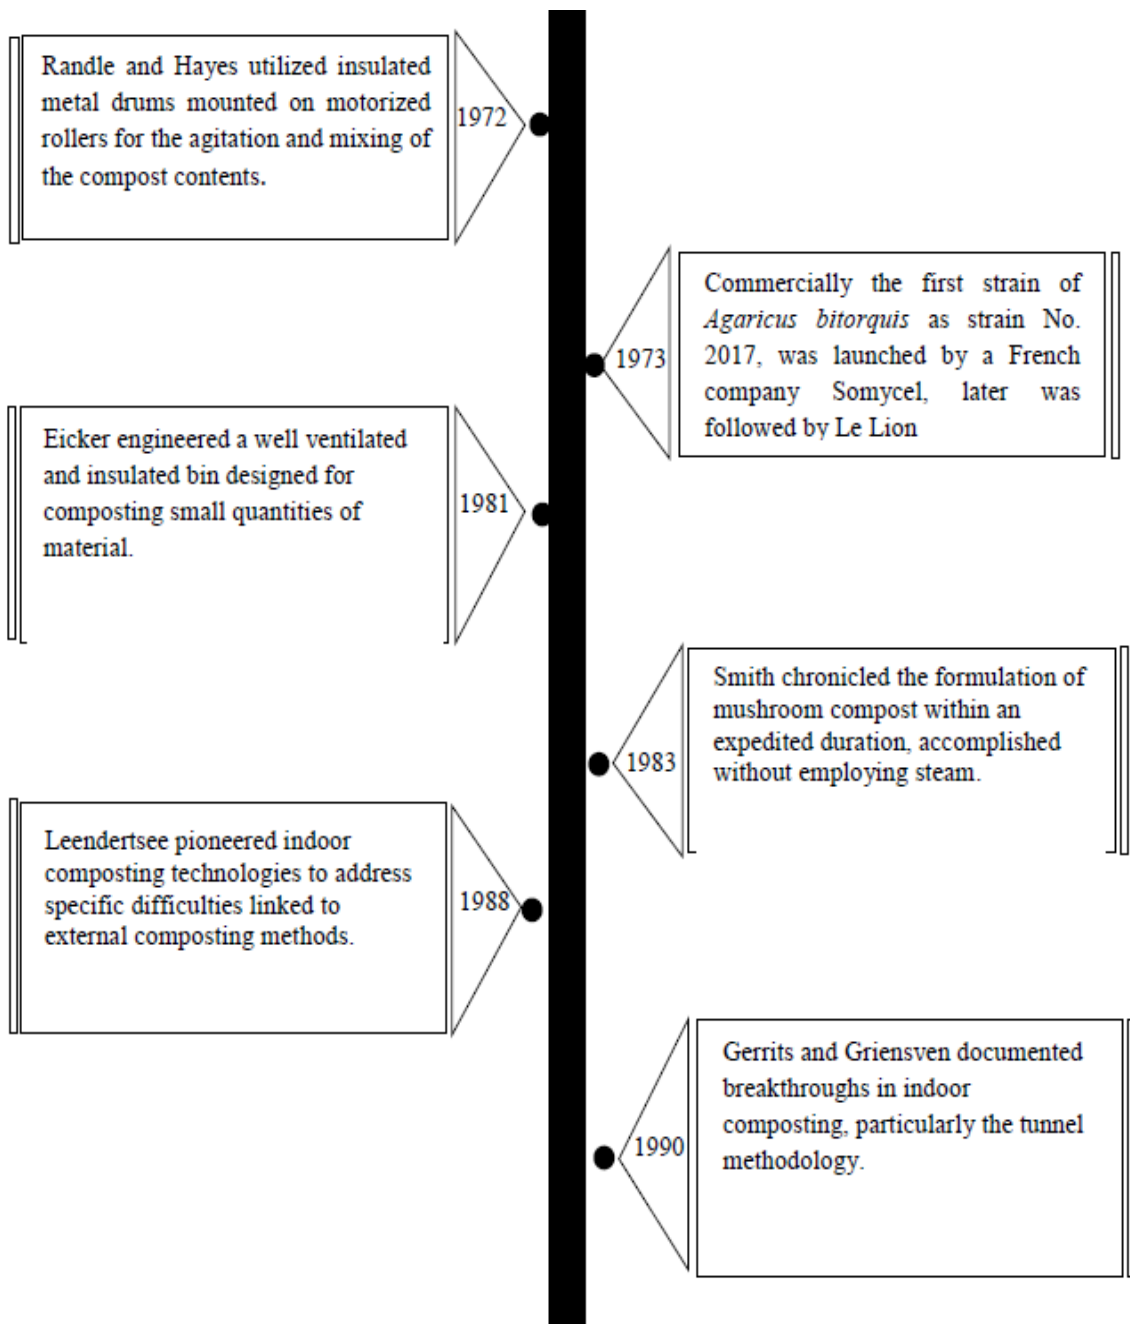 Randle and Hayes utilized insulated
metal drums mounted on motorized
rollers for the agitation and mixing of
the compost contents.
1972
1973
Commercially the first strain of
Agaricus bitorquis as strain No.
2017, was launched by a French
company Somycel, later was
followed by Le Lion
Eicker engineered a well ventilated
and insulated bin designed for
composting small quantities of
material.
1981
1983
Smith chronicled the formulation of
mushroom compost within an
expedited duration, accomplished
without employing steam.
Leendertsee pioneered indoor
composting technologies to address
specific difficulties linked to
external composting methods.
1988
1990
Gerrits and Griensven documented
breakthroughs in indoor
composting, particularly the tunnel
methodology.